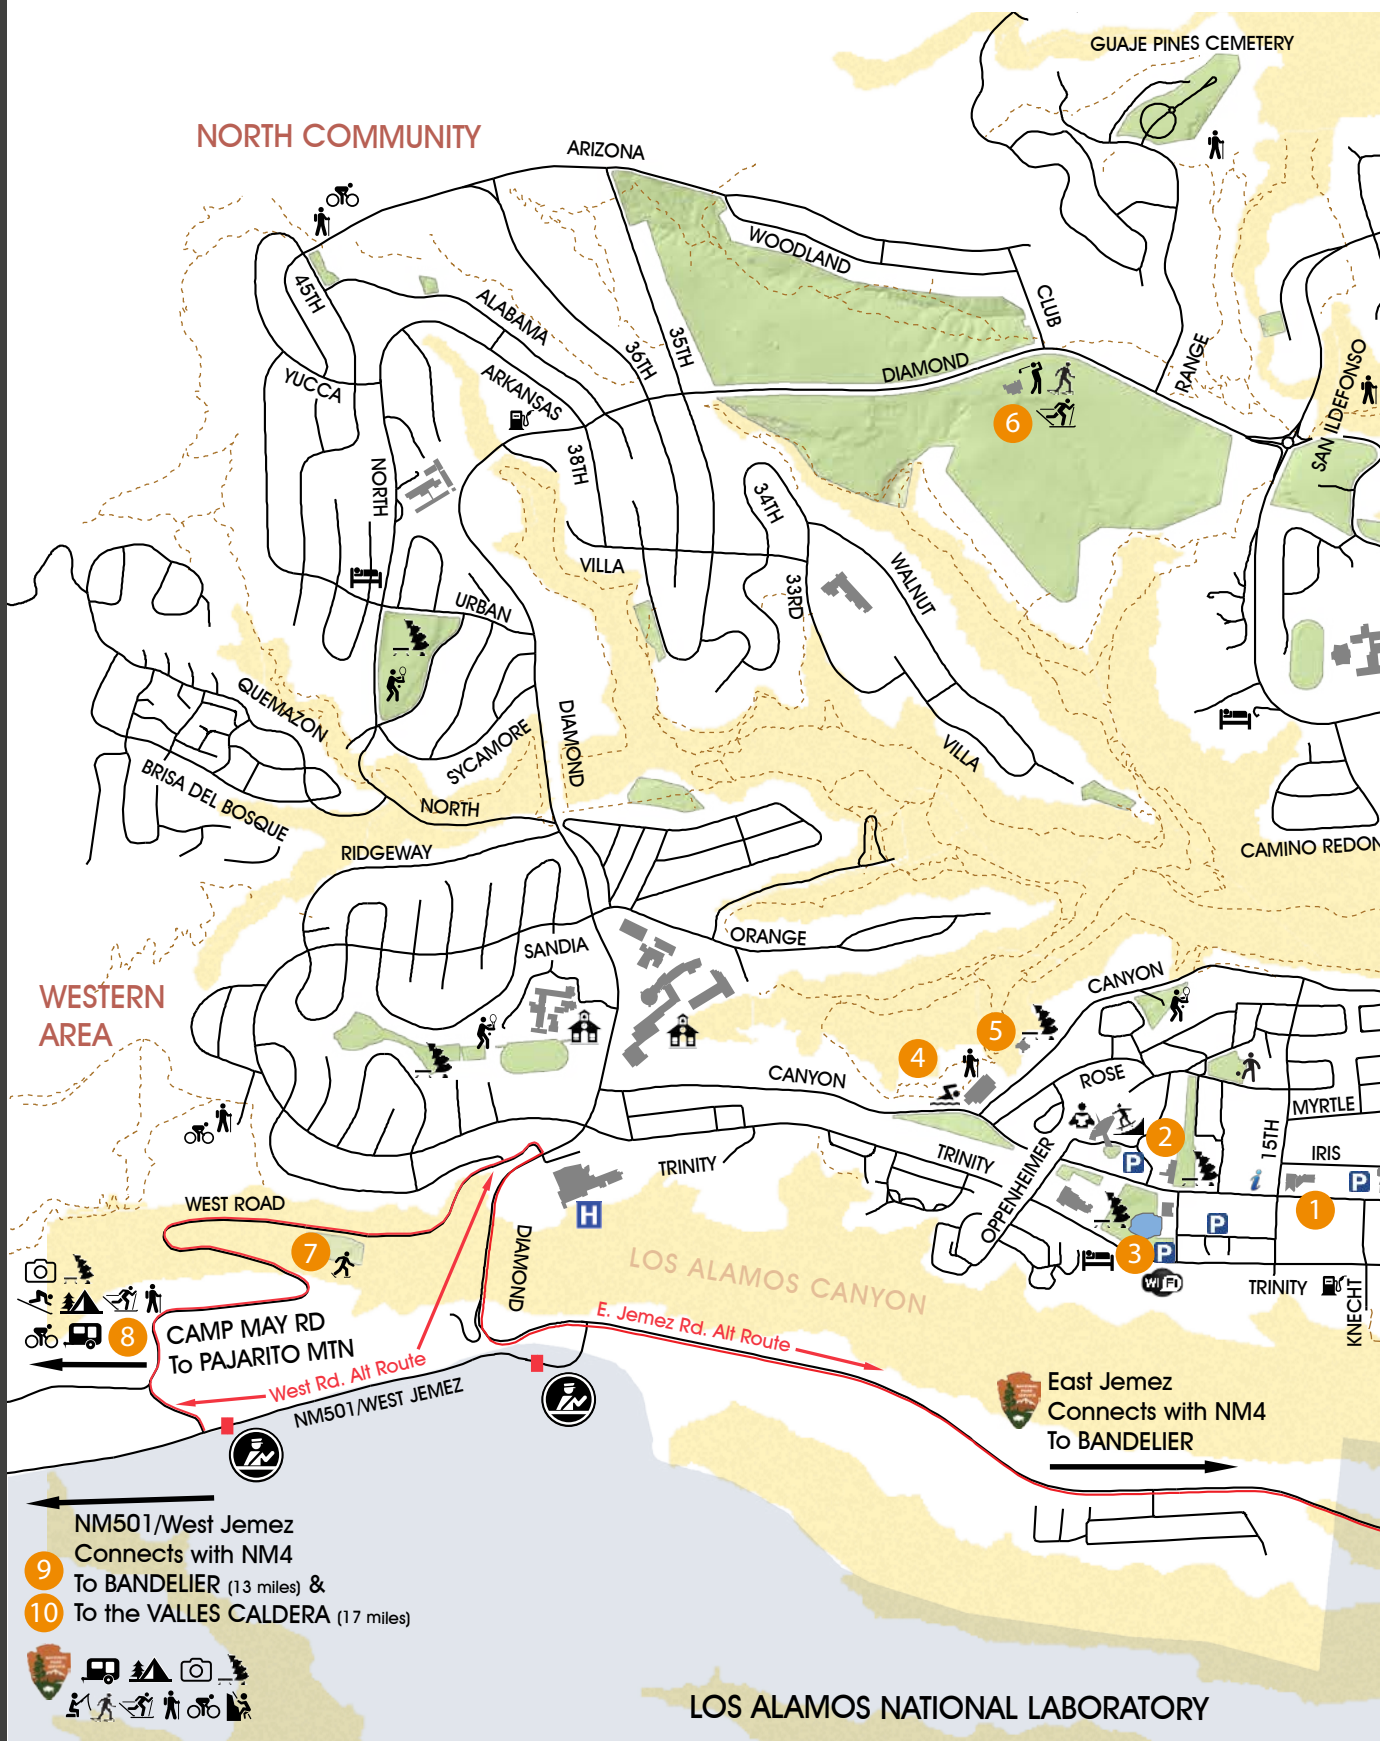 GUAJE PINES CEMETERY
NORTH COMMUNITY
ARIZONA
WOODLAND
45TH
ALABAMA
CLUB
36TH
35TH
DIAMOND
RANGE
SAN ILDEFONSO
YUCCA
ARKANSAS
6
38TH
NORTH
34TH
VILLA
WALNUT
33RD
URBAN
QUEMAZON
DIAMOND
SYCAMORE
VILLA
BRISA DEL BOSQUE
NORTH
RIDGEWAY
CAMINO REDON
SANDIA
ORANGE
WESTERN
AREA
CANYON
5
4
CANYON
ROSE
MYRTLE
15TH
2
IRIS
TRINITY
TRINITY
OPPENHEIMER
P
i
P
1
WEST ROAD
H
P
DIAMOND
7
3
P
LOS ALAMOS CANYON
WiFi
TRINITY
KNECHT
8
CAMP MAY RD
To PAJARITO MTN
E. Jemez Rd. Alt Route
West Rd. Alt Route
NM501/WEST JEMEZ
East Jemez
Connects with NM4
To BANDELIER
NM501/West Jemez
Connects with NM4
9
To BANDELIER (13 miles) &
10
To the VALLES CALDERA (17 miles)
LOS ALAMOS NATIONAL LABORATORY